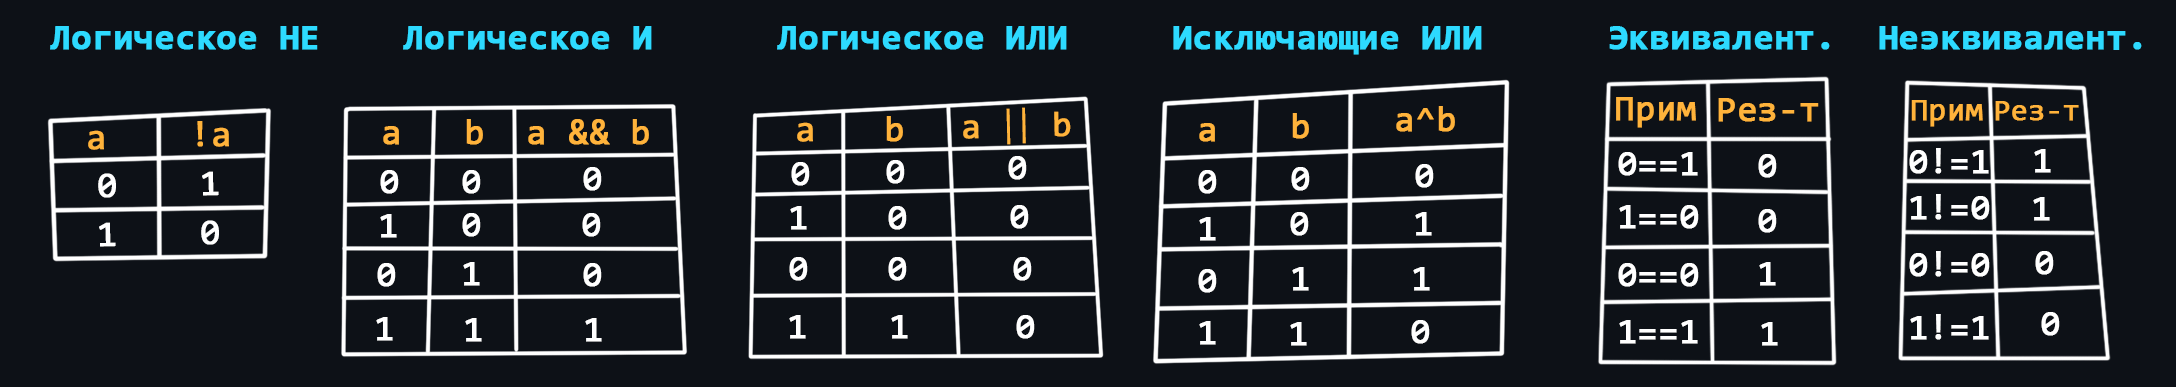 Логическое НЕ
a !a
0 1
1 0
Логическое И
a b a && b
0 0 0
1 0 0
0 1 0
1 1 1
Логическое ИЛИ
a b a || b
0 0 0
1 0 0
0 0 0
1 1 0
Исключающие ИЛИ
a b a^b
0 0 0
1 0 1
0 1 1
1 1 0
Эквивалент.
Прим Рез-т
0==1 0
1==0 0
0==0 1
1==1 1
Неэквивалент.
Прим Рез-т
0!=1 1
1!=0 1
0!=0 0
1!=1 0